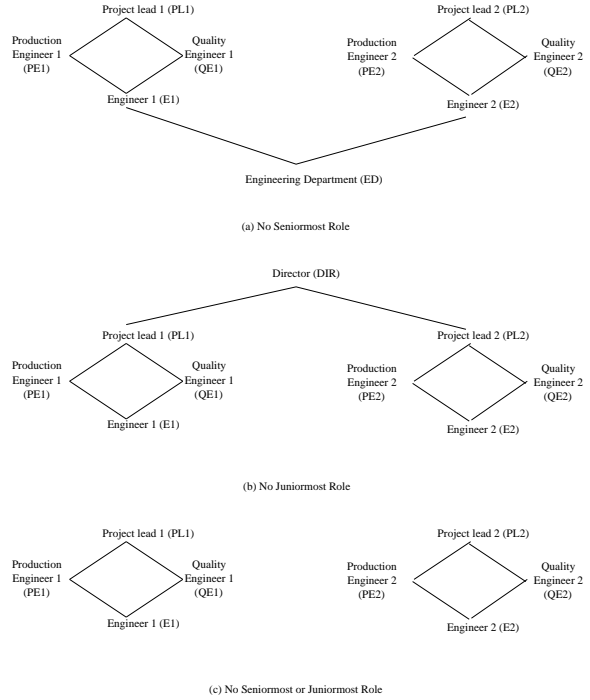 Project lead 1 (PL1)
Project lead 2 (PL2)
Production
Engineer 1
(PE1)
Quality
Engineer 1
(QE1)
Production
Engineer 2
(PE2)
Quality
Engineer 2
(QE2)
Engineer 1 (E1)
Engineer 2 (E2)
Engineering Department (ED)
(a) No Seniormost Role
Director (DIR)
Project lead 1 (PL1)
Project lead 2 (PL2)
Production
Engineer 1
(PE1)
Quality
Engineer 1
(QE1)
Production
Engineer 2
(PE2)
Quality
Engineer 2
(QE2)
Engineer 1 (E1)
Engineer 2 (E2)
(b) No Juniormost Role
Project lead 1 (PL1)
Project lead 2 (PL2)
Production
Engineer 1
(PE1)
Quality
Engineer 1
(QE1)
Production
Engineer 2
(PE2)
Quality
Engineer 2
(QE2)
Engineer 1 (E1)
Engineer 2 (E2)
(c) No Seniormost or Juniormost Role